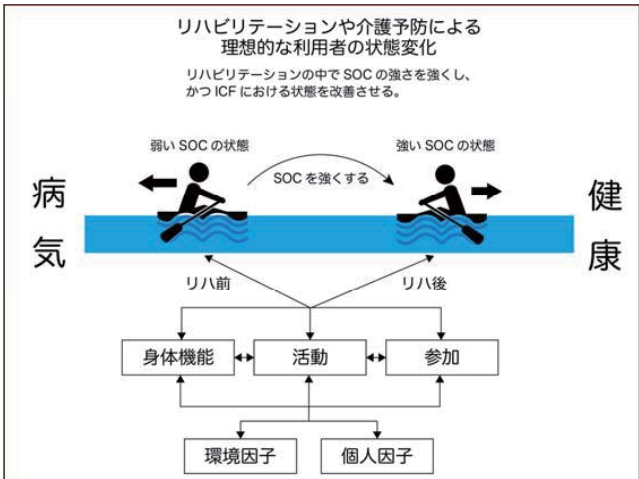 リハビリテーションや介護予防による
理想的な利用者の状態変化
リハビリテーションの中で SOC の強さを強くし、
かつ ICF における状態を改善させる。
弱い SOC の状態
強い SOC の状態
SOC を強くする
病気
健康
リハ前
リハ後
身体機能
活動
参加
環境因子
個人因子